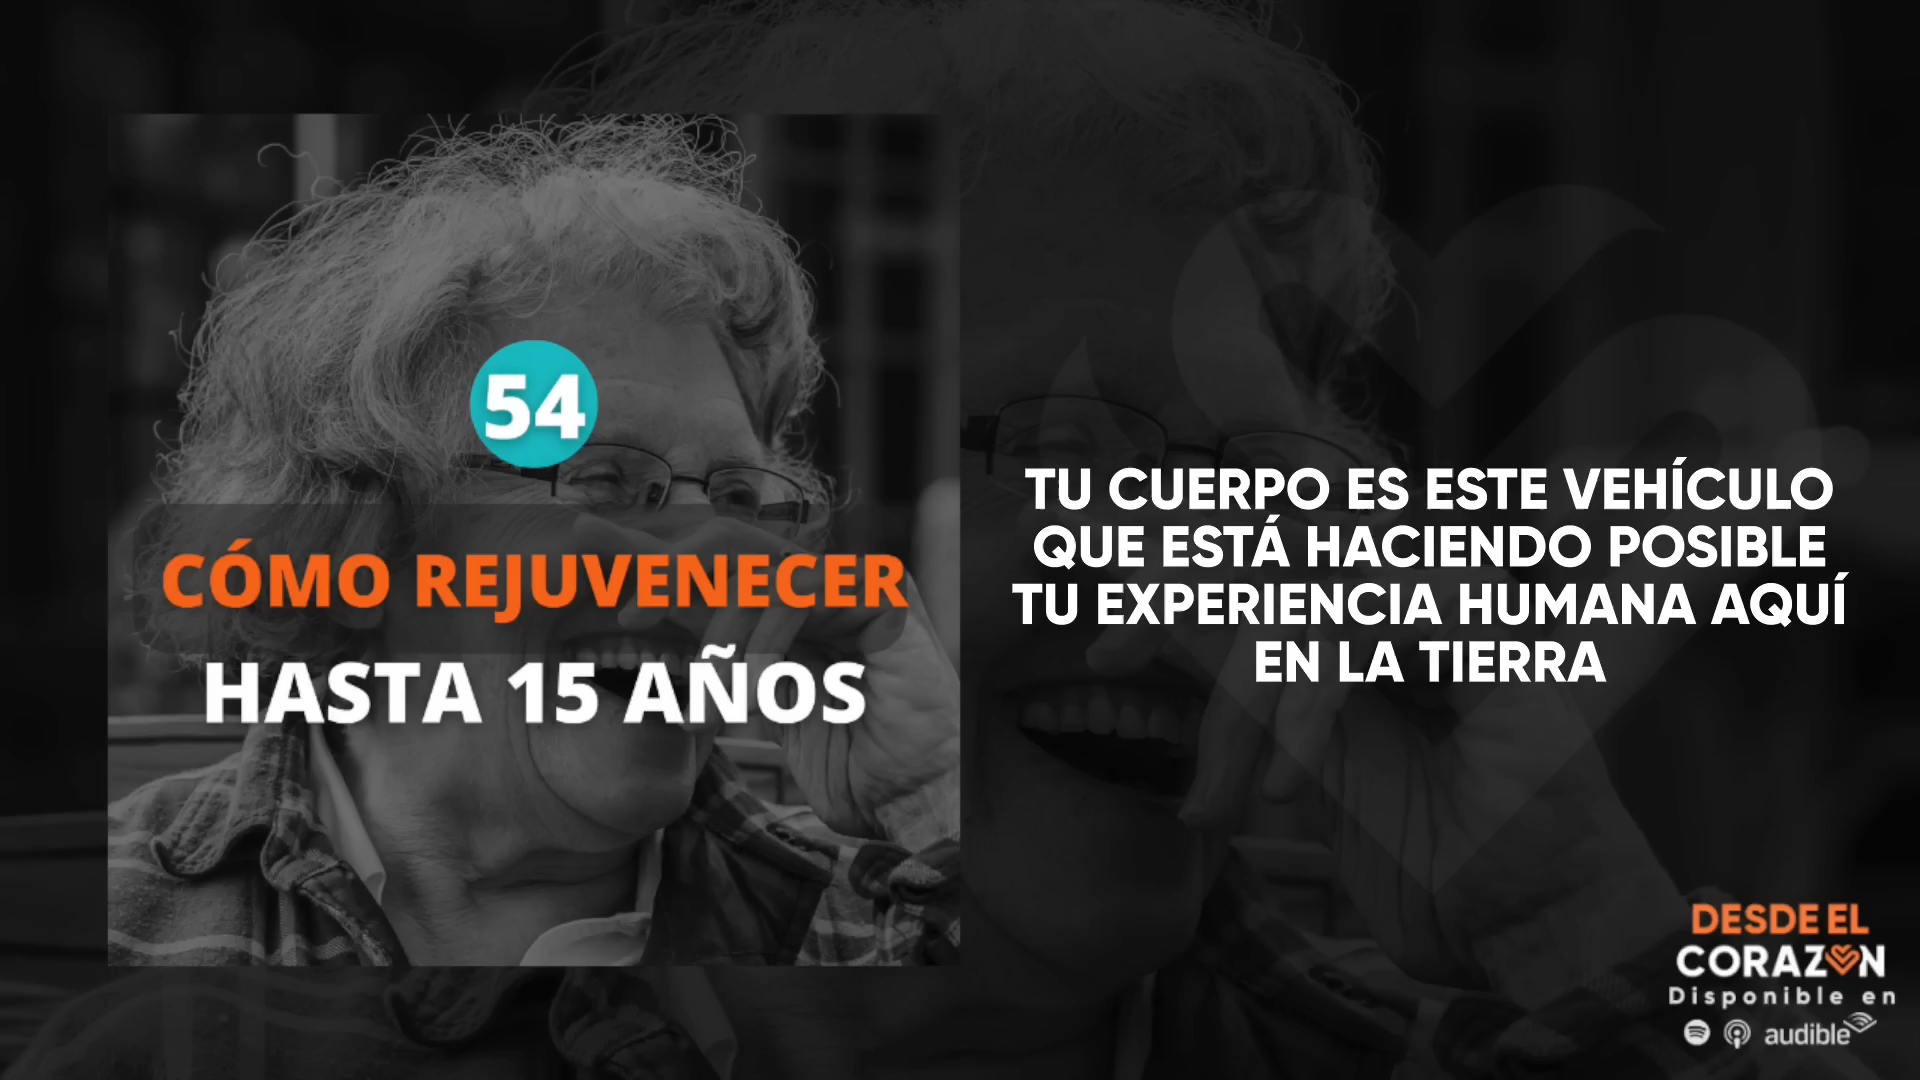 54
CÓMO REJUVENECER
HASTA 15 AÑOS
TU CUERPO ES ESTE VEHÍCULO
QUE ESTÁ HACIENDO POSIBLE
TU EXPERIENCIA HUMANA AQUÍ
EN LA TIERRA
DESDE EL
CORAZÓN
Disponible en
audible